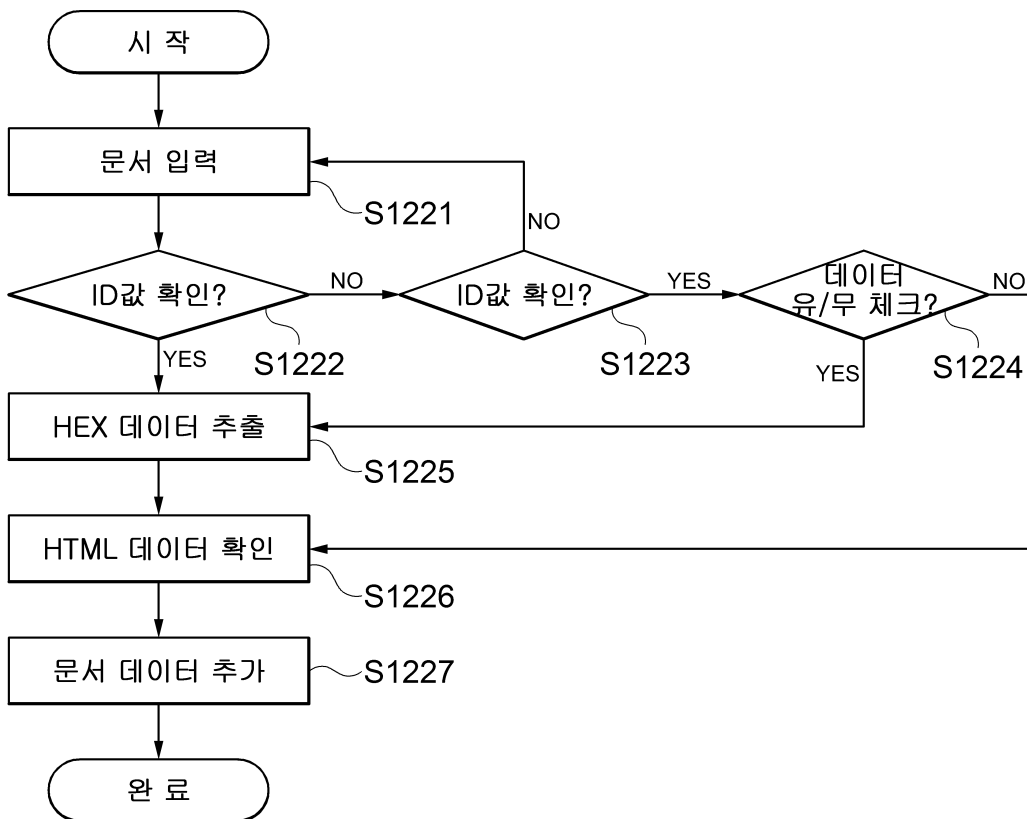 시 작
문서 입력
S1221
NO
ID값 확인?
NO
ID값 확인?
YES
데이터
유/무 체크?
NO
S1222
S1223
S1224
YES
YES
HEX 데이터 추출
S1225
HTML 데이터 확인
S1226
문서 데이터 추가
S1227
완 료